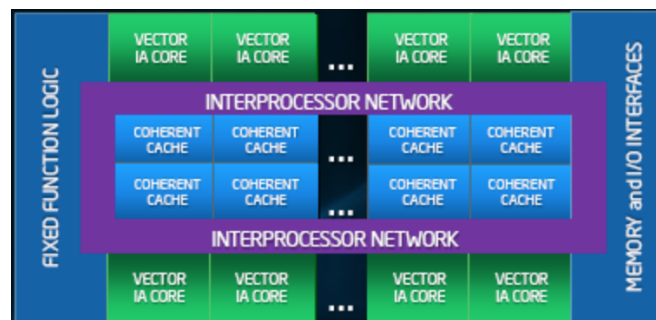 FIXED FUNCTION LOGIC
VECTOR
IA CORE
VECTOR
IA CORE
...
VECTOR
IA CORE
VECTOR
IA CORE
INTERPROCESSOR NETWORK
COHERENT
CACHE
COHERENT
CACHE
...
COHERENT
CACHE
COHERENT
CACHE
COHERENT
CACHE
COHERENT
CACHE
...
COHERENT
CACHE
COHERENT
CACHE
INTERPROCESSOR NETWORK
VECTOR
IA CORE
VECTOR
IA CORE
...
VECTOR
IA CORE
VECTOR
IA CORE
MEMORY and I/O INTERFACES